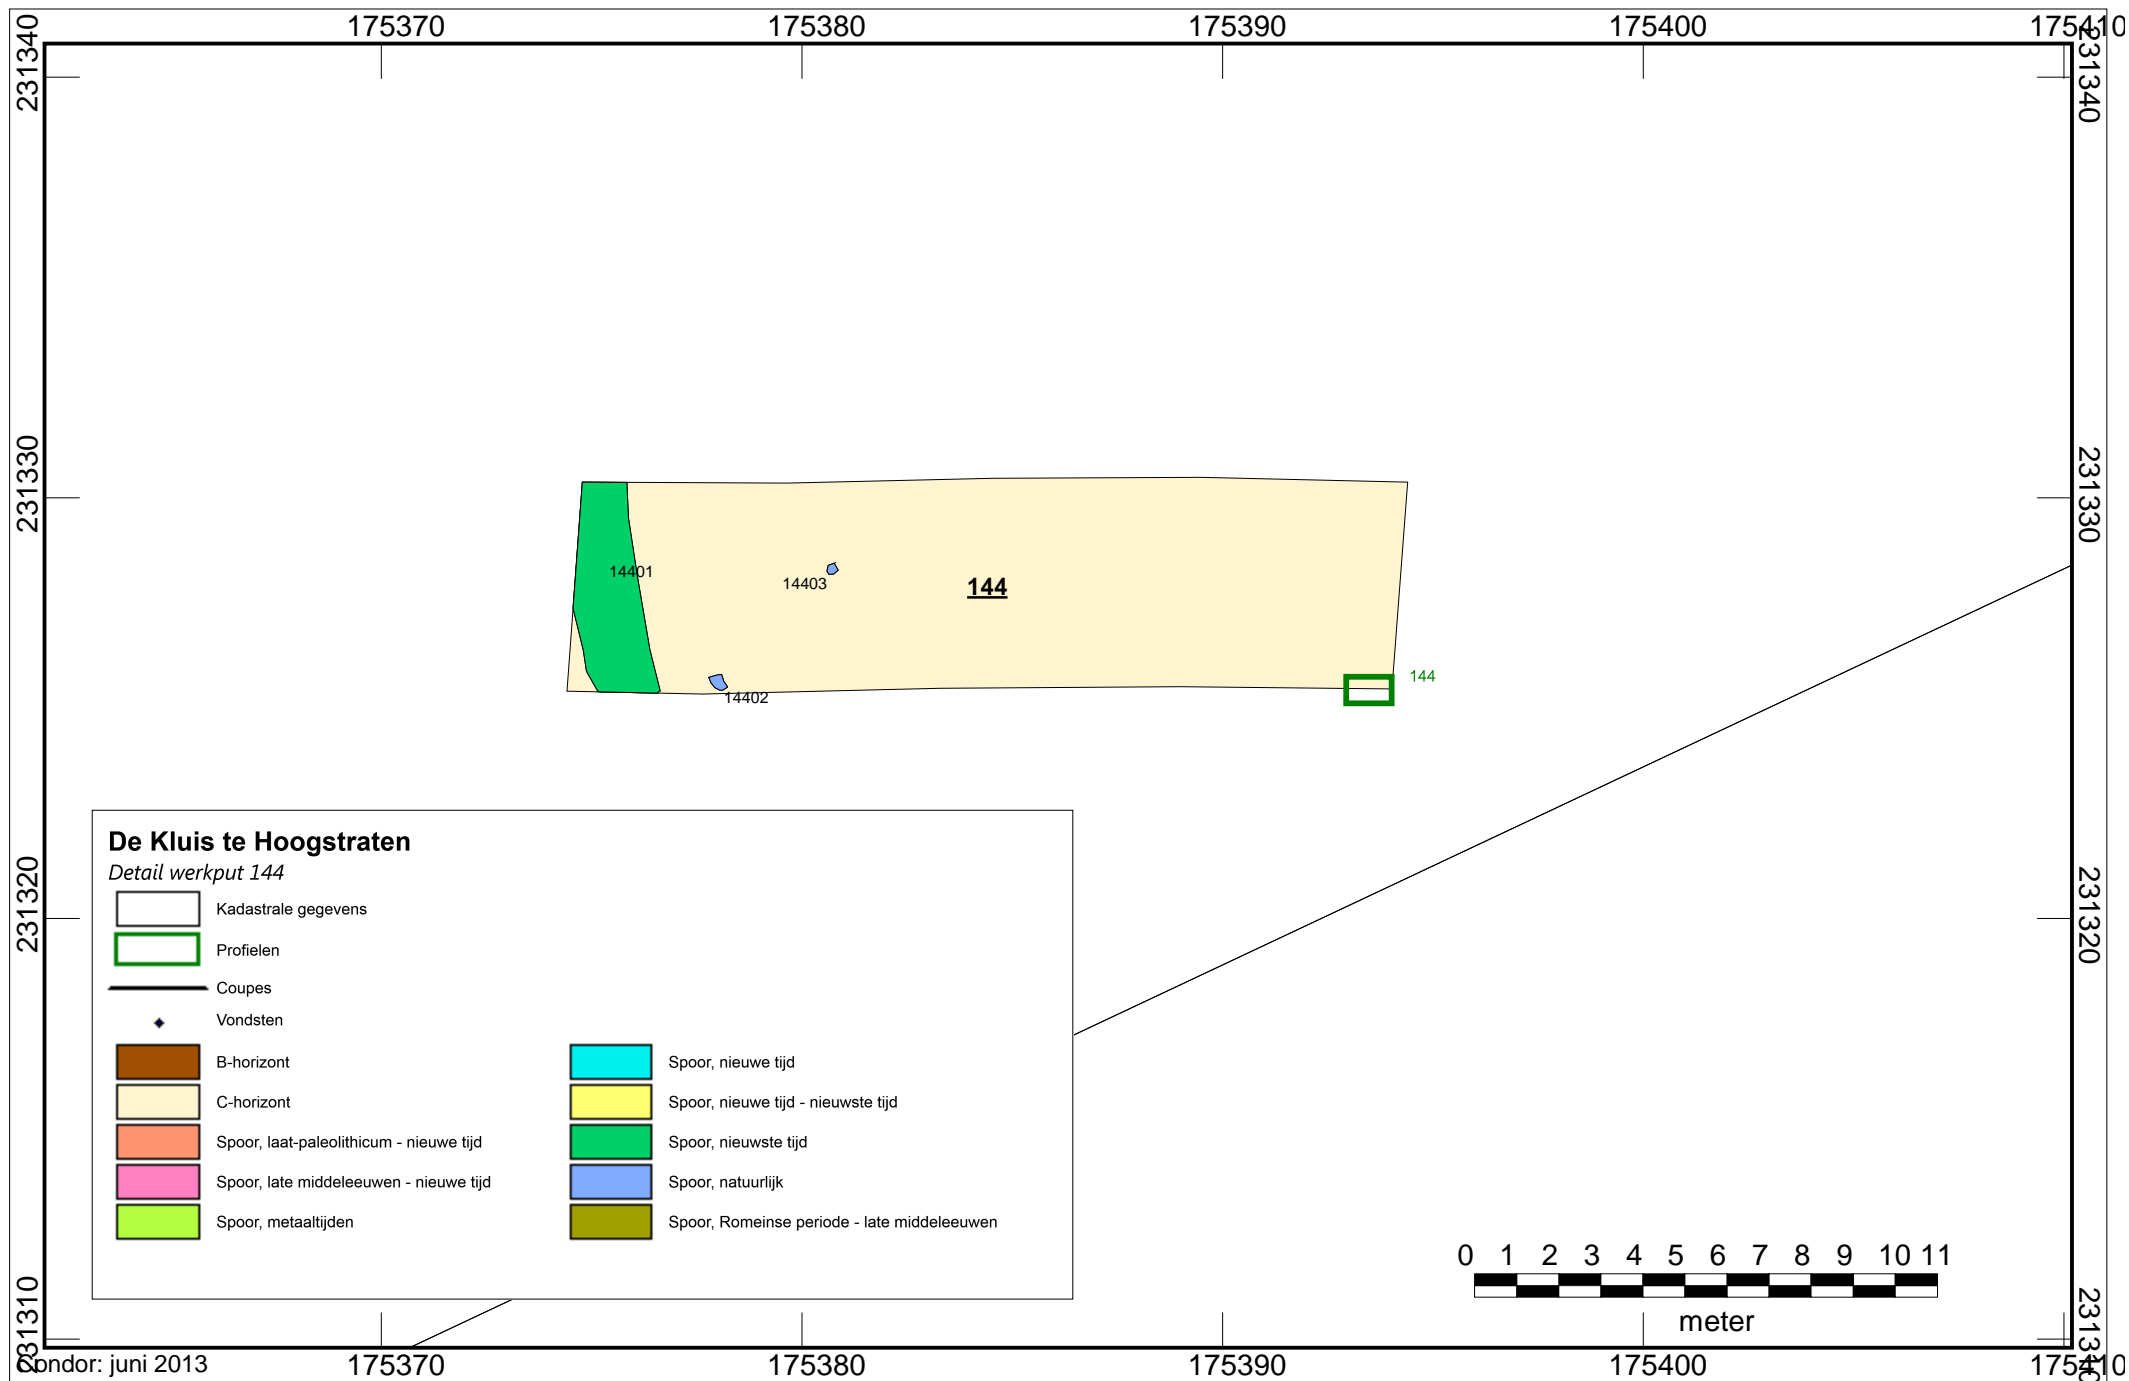 175370 175380 175390 175400 175410
231340 231340
231330 231330
14401
14403
144
14402
144
231320 231320
De Kluis te Hoogstraten
Detail werkput 144
Kadastrale gegevens
Profielen
Coupes
Vondsten
B-horizont
C-horizont
Spoor, laat-paleolithicum - nieuwe tijd
Spoor, late middeleeuwen - nieuwe tijd
Spoor, metaaltijden
Spoor, nieuwe tijd
Spoor, nieuwe tijd - nieuwste tijd
Spoor, nieuwste tijd
Spoor, natuurlijk
Spoor, Romeinse periode - late middeleeuwen
0 1 2 3 4 5 6 7 8 9 10 11
meter
231310 231310
Condor: juni 2013
175370 175380 175390 175400 175410